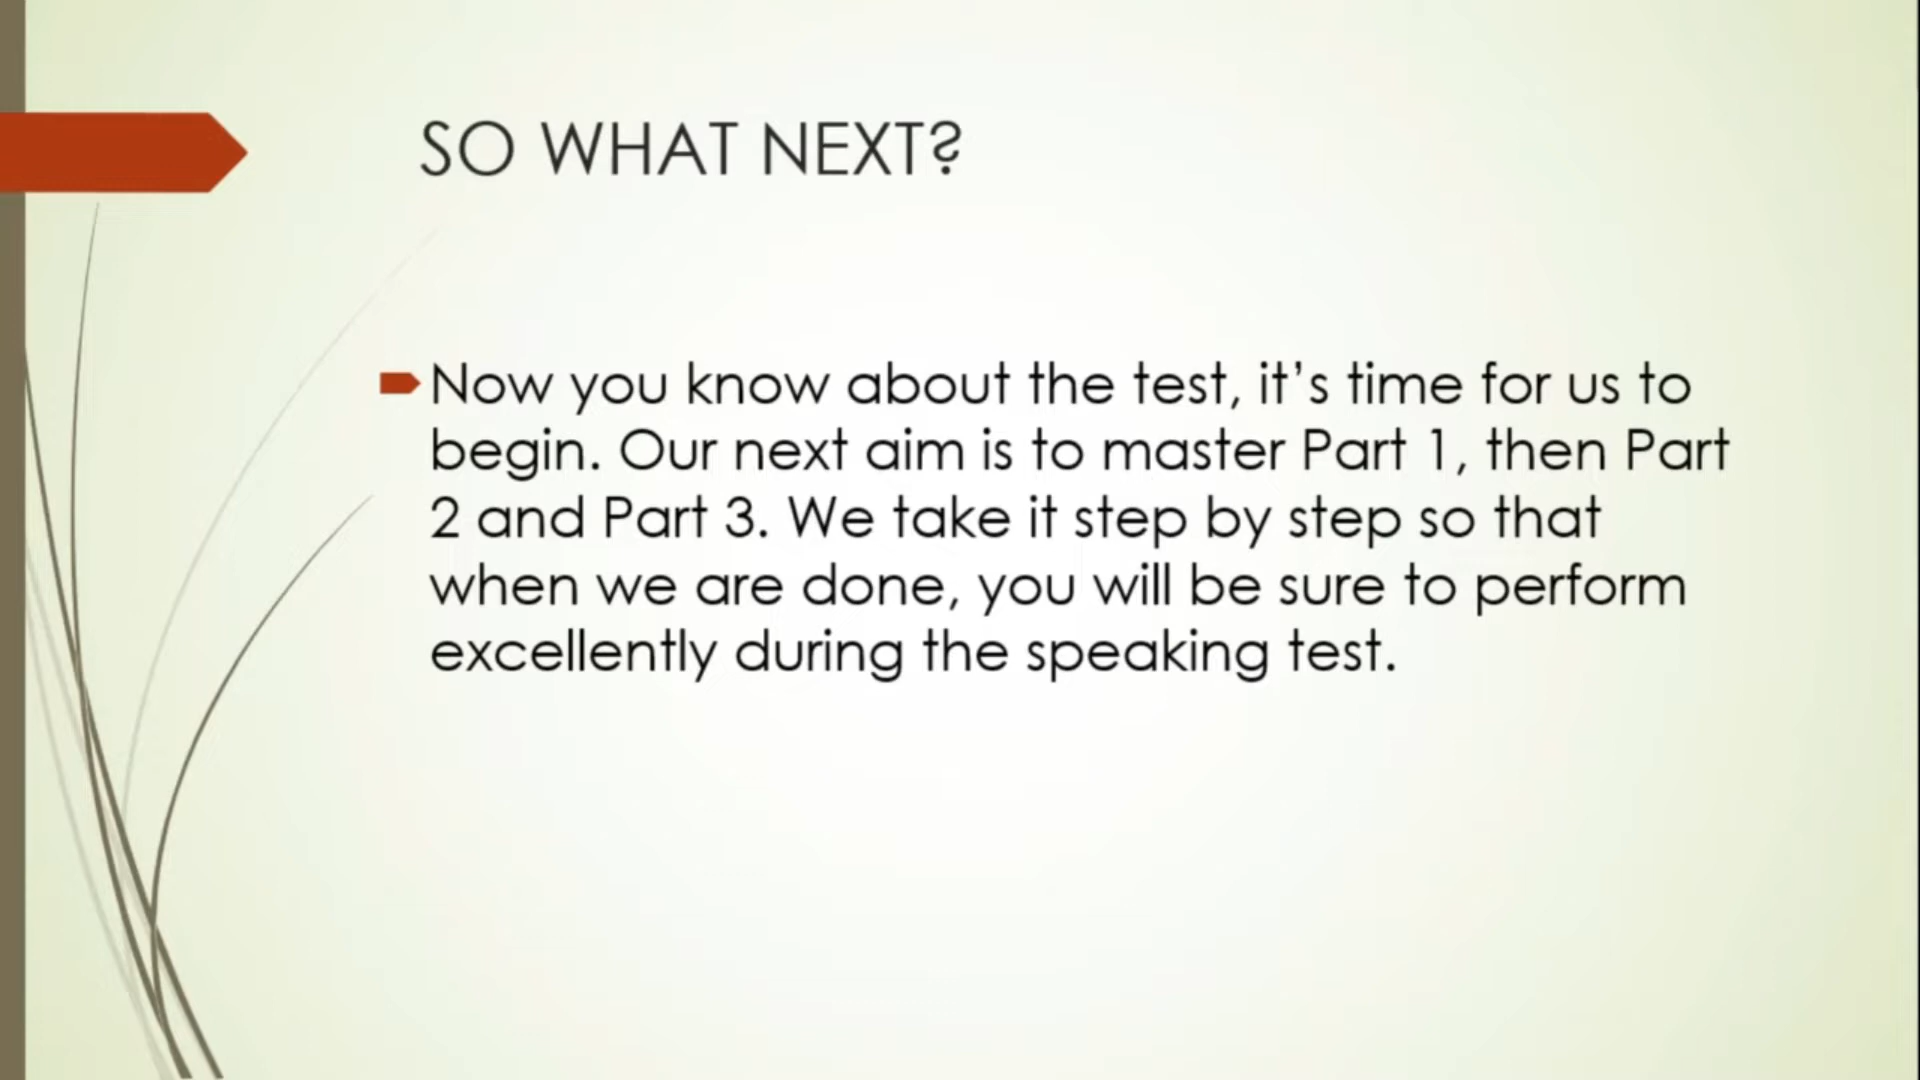 SO WHAT NEXT?
Now you know about the test, it’s time for us to
begin. Our next aim is to master Part 1, then Part
2 and Part 3. We take it step by step so that
when we are done, you will be sure to perform
excellently during the speaking test.